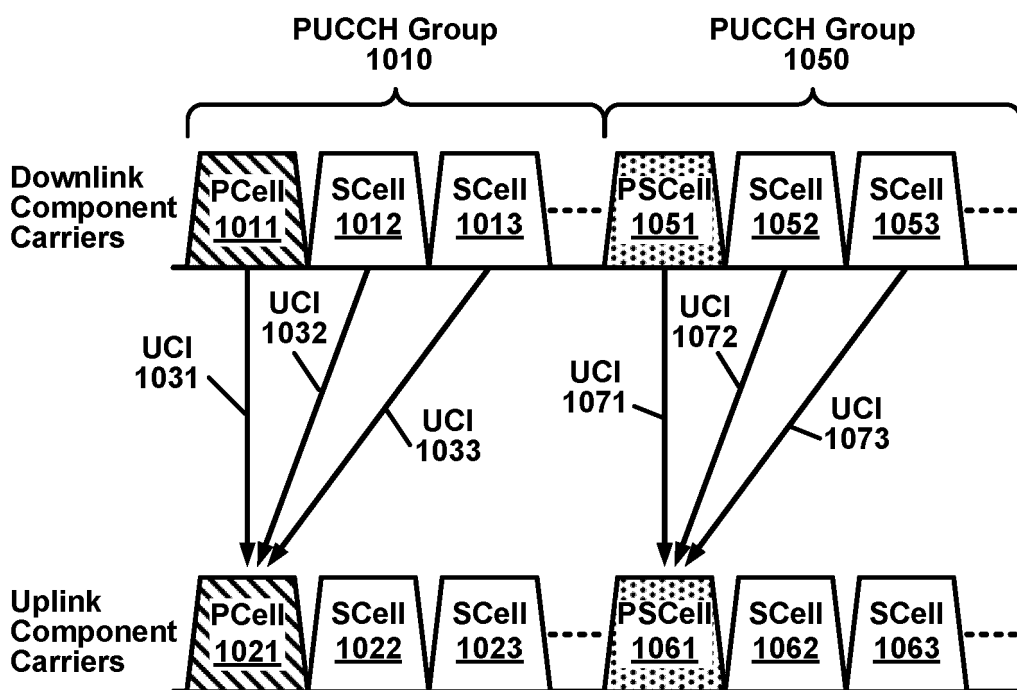 PUCCH Group
1010
PUCCH Group
1050
Downlink
Component
Carriers
PCell
1011
SCell
1012
SCell
1013
PSCell
1051
SCell
1052
SCell
1053
UCI
1031
UCI
1032
UCI
1033
UCI
1071
UCI
1072
UCI
1073
Uplink
Component
Carriers
PCell
1021
SCell
1022
SCell
1023
PSCell
1061
SCell
1062
SCell
1063